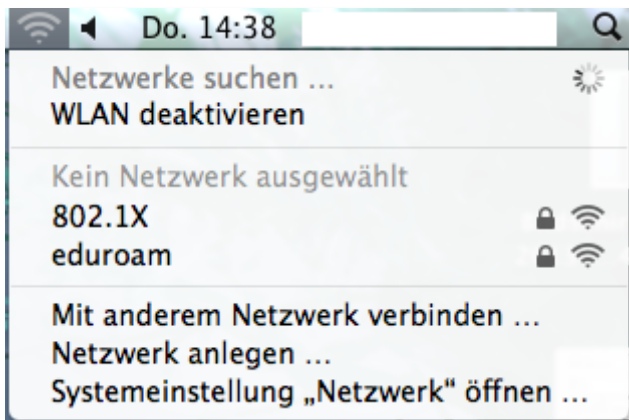 Do. 14:38
Netzwerke suchen ...
WLAN deaktivieren
Kein Netzwerk ausgewählt
802.1X
eduroam
Mit anderem Netzwerk verbinden ...
Netzwerk anlegen ...
Systemeinstellung „Netzwerk“ öffnen ...